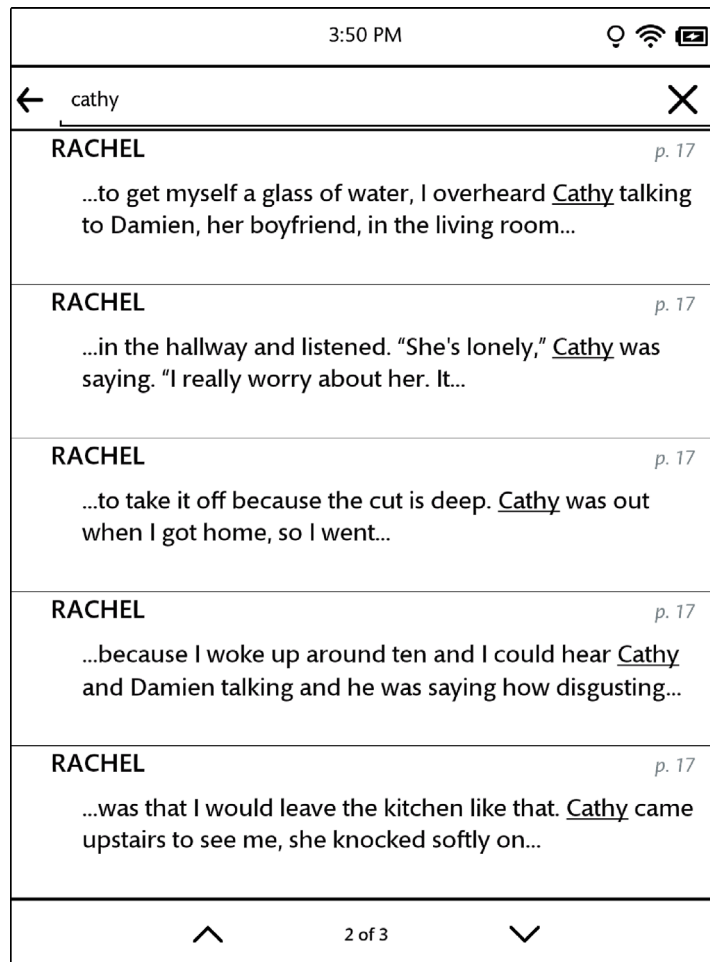 3:50 PM
cathy
RACHEL
p. 17
...to get myself a glass of water, I overheard Cathy talking
to Damien, her boyfriend, in the living room...
RACHEL
p. 17
...in the hallway and listened. “She's lonely,” Cathy was
saying. “I really worry about her. It...
RACHEL
p. 17
...to take it off because the cut is deep. Cathy was out
when I got home, so I went...
RACHEL
p. 17
...because I woke up around ten and I could hear Cathy
and Damien talking and he was saying how disgusting...
RACHEL
p. 17
...was that I would leave the kitchen like that. Cathy came
upstairs to see me, she knocked softly on...
2 of 3